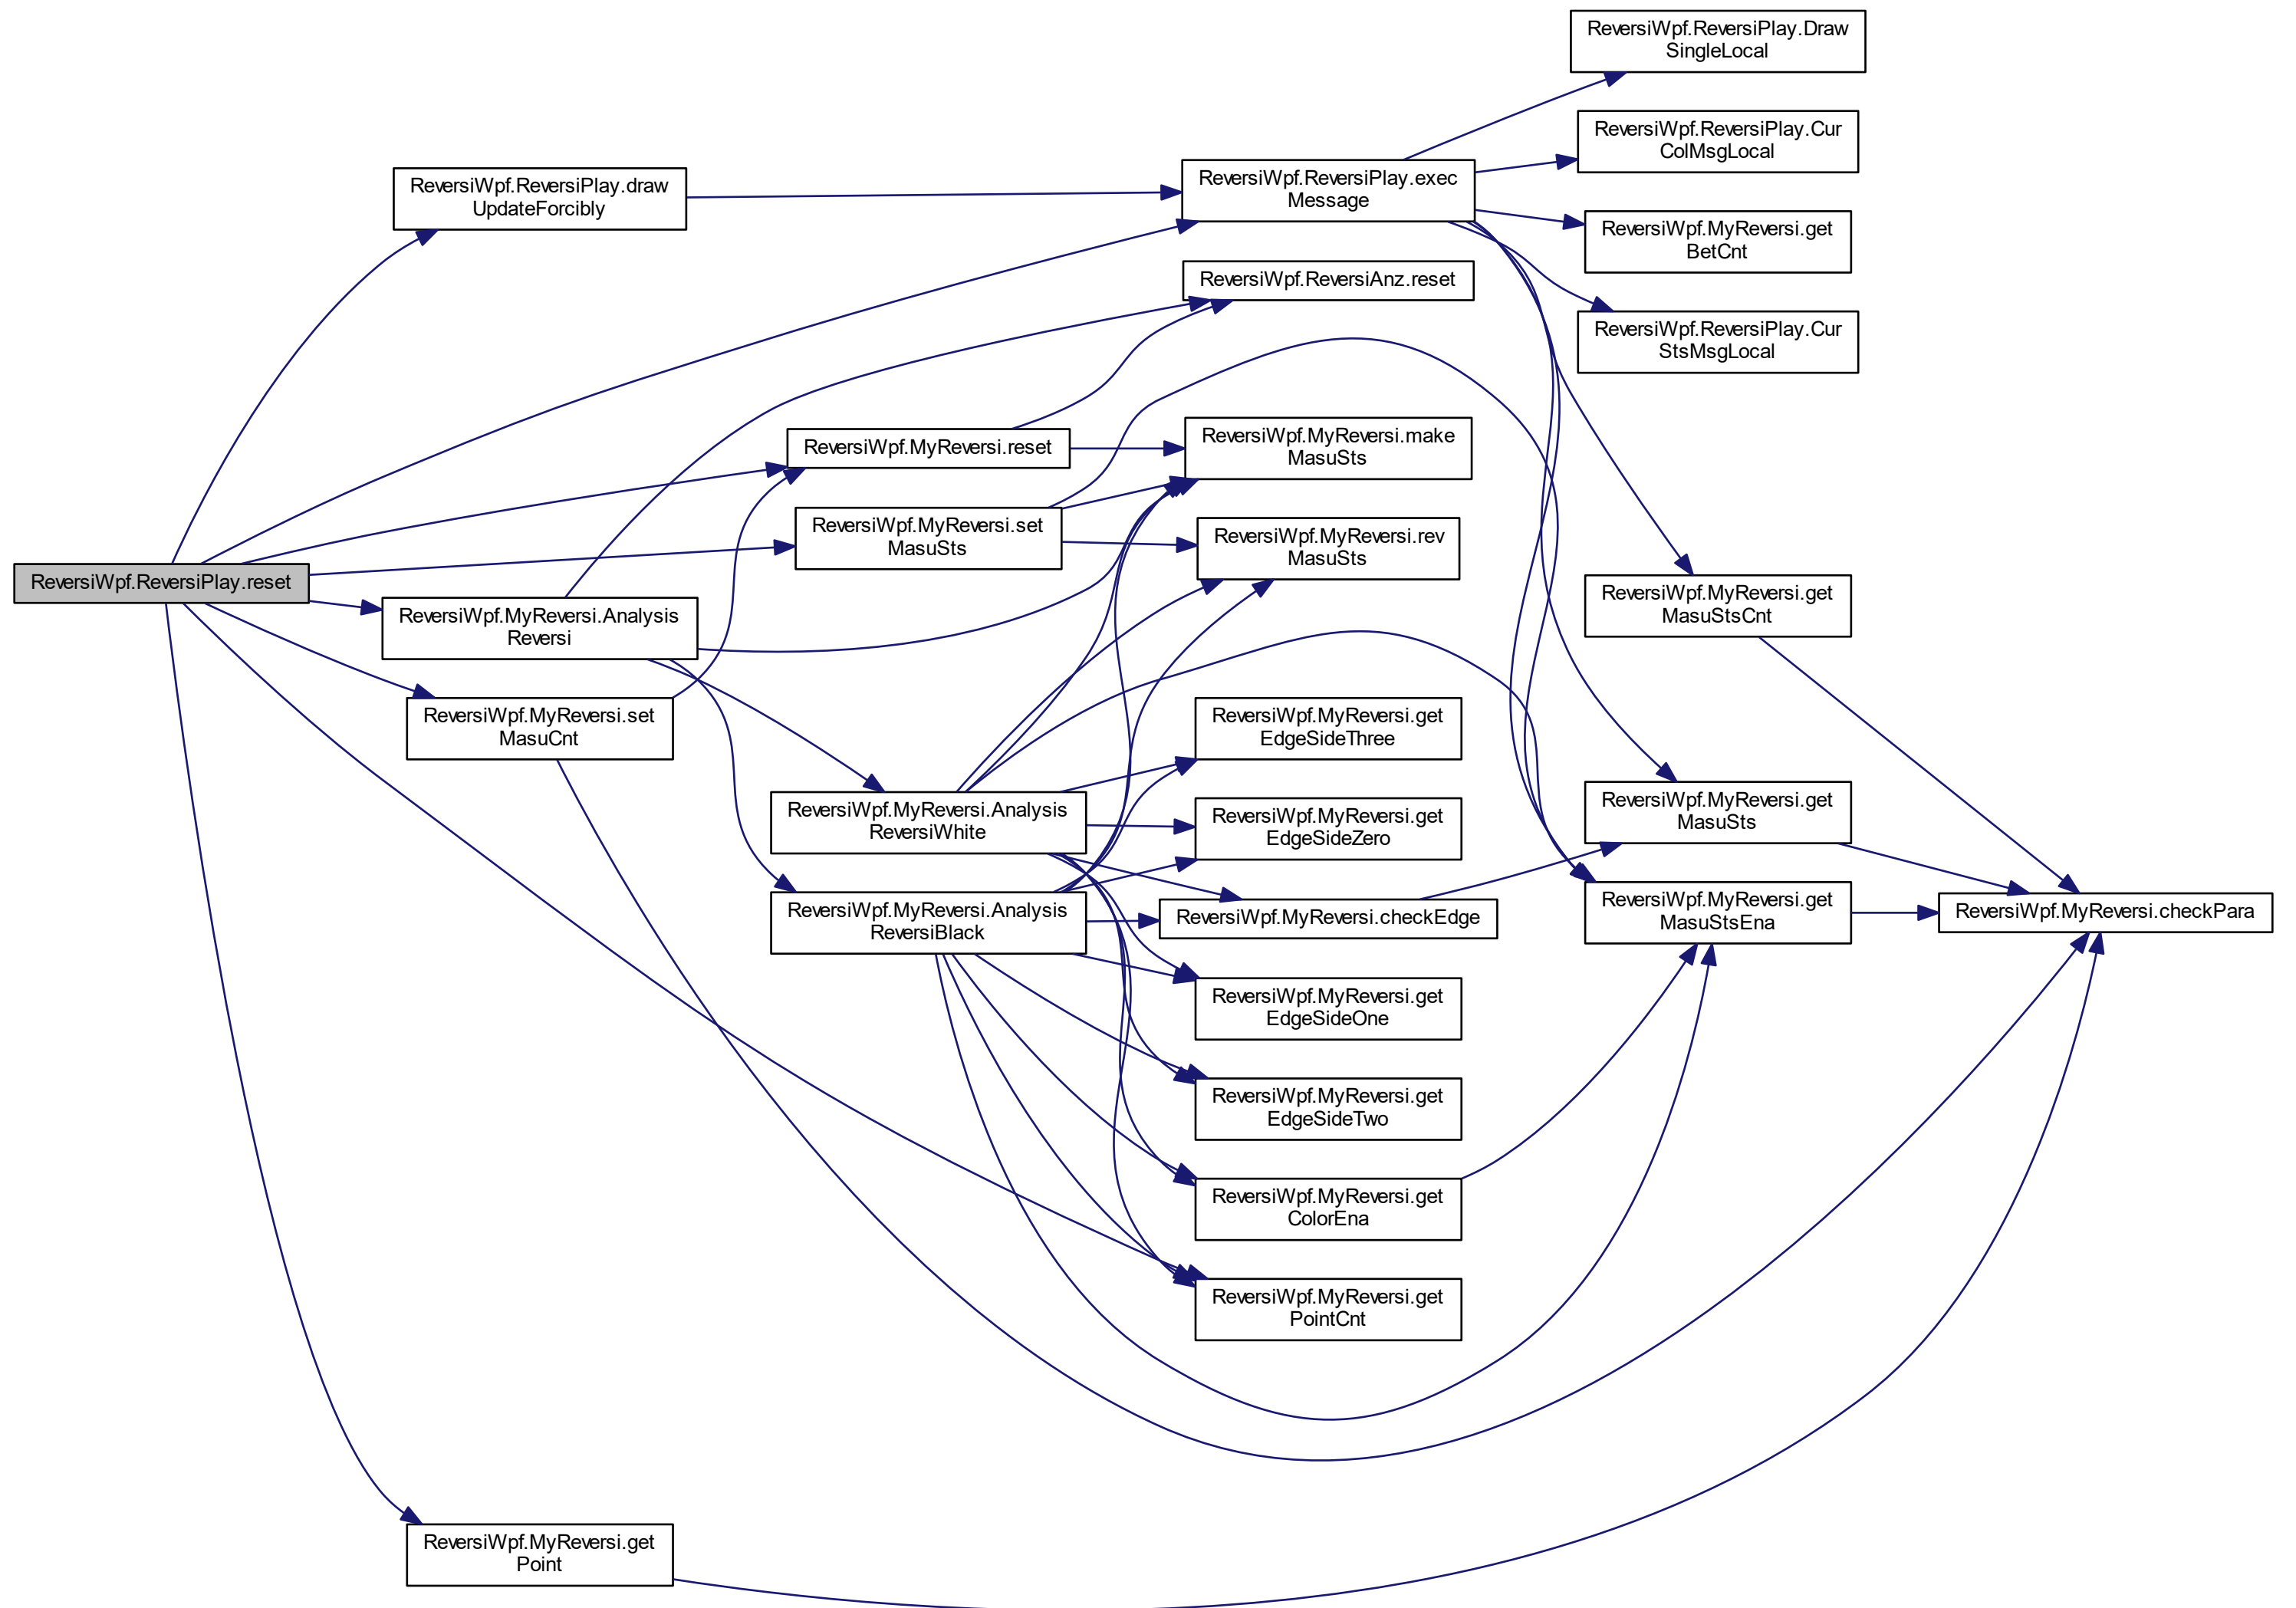 ReversiWpf.ReversiPlay.reset
ReversiWpf.ReversiPlay.draw
UpdateForcibly
ReversiWpf.MyReversi.Analysis
Reversi
ReversiWpf.MyReversi.set
MasuCnt
ReversiWpf.MyReversi.get
Point
ReversiWpf.MyReversi.reset
ReversiWpf.MyReversi.set
MasuSts
ReversiWpf.MyReversi.Analysis
ReversiWhite
ReversiWpf.MyReversi.Analysis
ReversiBlack
ReversiWpf.ReversiPlay.exec
Message
ReversiWpf.ReversiAnz.reset
ReversiWpf.MyReversi.make
MasuSts
ReversiWpf.MyReversi.rev
MasuSts
ReversiWpf.MyReversi.get
EdgeSideThree
ReversiWpf.MyReversi.get
EdgeSideZero
ReversiWpf.MyReversi.checkEdge
ReversiWpf.MyReversi.get
EdgeSideOne
ReversiWpf.MyReversi.get
EdgeSideTwo
ReversiWpf.MyReversi.get
ColorEna
ReversiWpf.MyReversi.get
PointCnt
ReversiWpf.ReversiPlay.Draw
SingleLocal
ReversiWpf.ReversiPlay.Cur
ColMsgLocal
ReversiWpf.MyReversi.get
BetCnt
ReversiWpf.ReversiPlay.Cur
StsMsgLocal
ReversiWpf.MyReversi.get
MasuStsCnt
ReversiWpf.MyReversi.get
MasuSts
ReversiWpf.MyReversi.get
MasuStsEna
ReversiWpf.MyReversi.checkPara